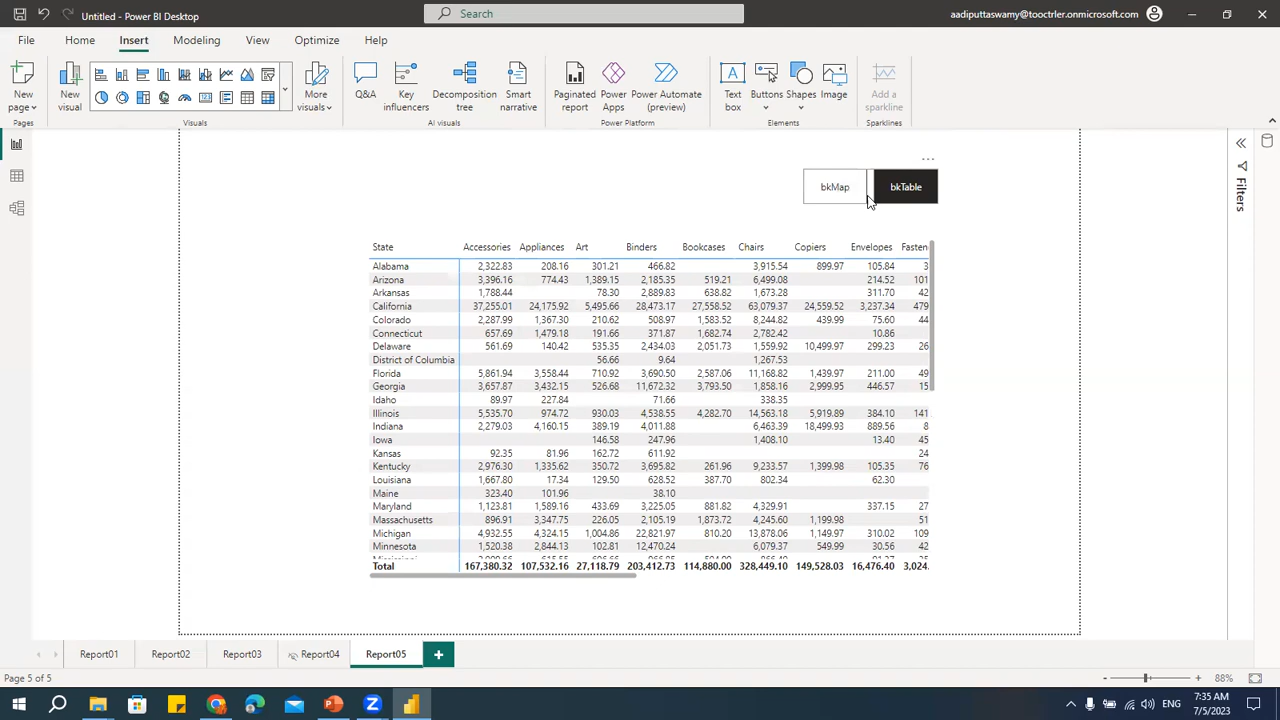 Untitled - Power BI Desktop
Search
aadiputtaswamy@tooctrler.onmicrosoft.com
File Home Insert Modeling View Optimize Help
New page
New visual
More visuals
Q&A
Key influencers
Decomposition tree
Smart narrative
Paginated report
Power Apps
Power Automate (preview)
Text box
Buttons
Shapes
Image
Add a sparkline
Pages Visuals AI visuals Power Platform Elements Sparklines
bkMap bkTable
Filters
State Accessories Appliances Art Binders Bookcases Chairs Copiers Envelopes Fasten
Alabama 2,322.83 208.16 301.21 466.82 3,915.54 899.97 105.84 3
Arizona 3,396.16 774.43 1,389.15 2,185.35 519.21 6,499.08 214.52 101
Arkansas 1,788.44 78.30 2,889.83 638.82 1,673.28 311.70 42
California 37,255.01 24,175.92 5,495.66 28,473.17 27,558.52 63,079.37 24,559.52 3,237.34 479
Colorado 2,287.99 1,367.30 210.62 508.97 1,583.52 8,244.82 439.99 75.60 44
Connecticut 657.69 1,479.18 191.66 371.87 1,682.74 2,782.42 10.86
Delaware 561.69 140.42 535.35 2,434.03 2,051.73 1,559.92 10,499.97 299.23 26
District of Columbia 56.66 9.64 1,267.53
Florida 5,861.94 3,558.44 710.92 3,690.50 2,587.06 11,168.82 1,439.97 211.00 49
Georgia 3,657.87 3,432.15 526.68 11,672.32 3,793.50 1,858.16 2,999.95 446.57 15
Idaho 89.97 227.84 71.66 338.35
Illinois 5,535.70 974.72 930.03 4,538.55 4,282.70 14,563.18 5,919.89 384.10 141
Indiana 2,279.03 4,160.15 389.19 4,011.88 6,463.39 18,499.93 889.56 8
Iowa 146.58 247.96 1,408.10 13.40 45
Kansas 92.35 81.96 162.72 611.92 24
Kentucky 2,976.30 1,335.62 350.72 3,695.82 261.96 9,233.57 1,399.98 105.35 76
Louisiana 1,667.80 17.34 129.50 628.52 387.70 802.34 62.30
Maine 323.40 101.96 38.10
Maryland 1,123.81 1,589.16 433.69 3,225.05 881.82 4,329.91 337.15 27
Massachusetts 896.91 3,347.75 226.05 2,105.19 1,873.72 4,245.60 1,199.98 51
Michigan 4,932.55 4,324.15 1,004.86 22,821.97 810.20 13,878.06 1,149.97 310.02 109
Minnesota 1,520.38 2,844.13 102.81 12,470.24 6,079.37 549.99 30.56 42
Total 167,380.32 107,532.16 27,118.79 203,412.73 114,880.00 328,449.10 149,528.03 16,476.40 3,024.
Report01 Report02 Report03 Report04 Report05
Page 5 of 5
88%
ENG
7:35 AM
7/5/2023